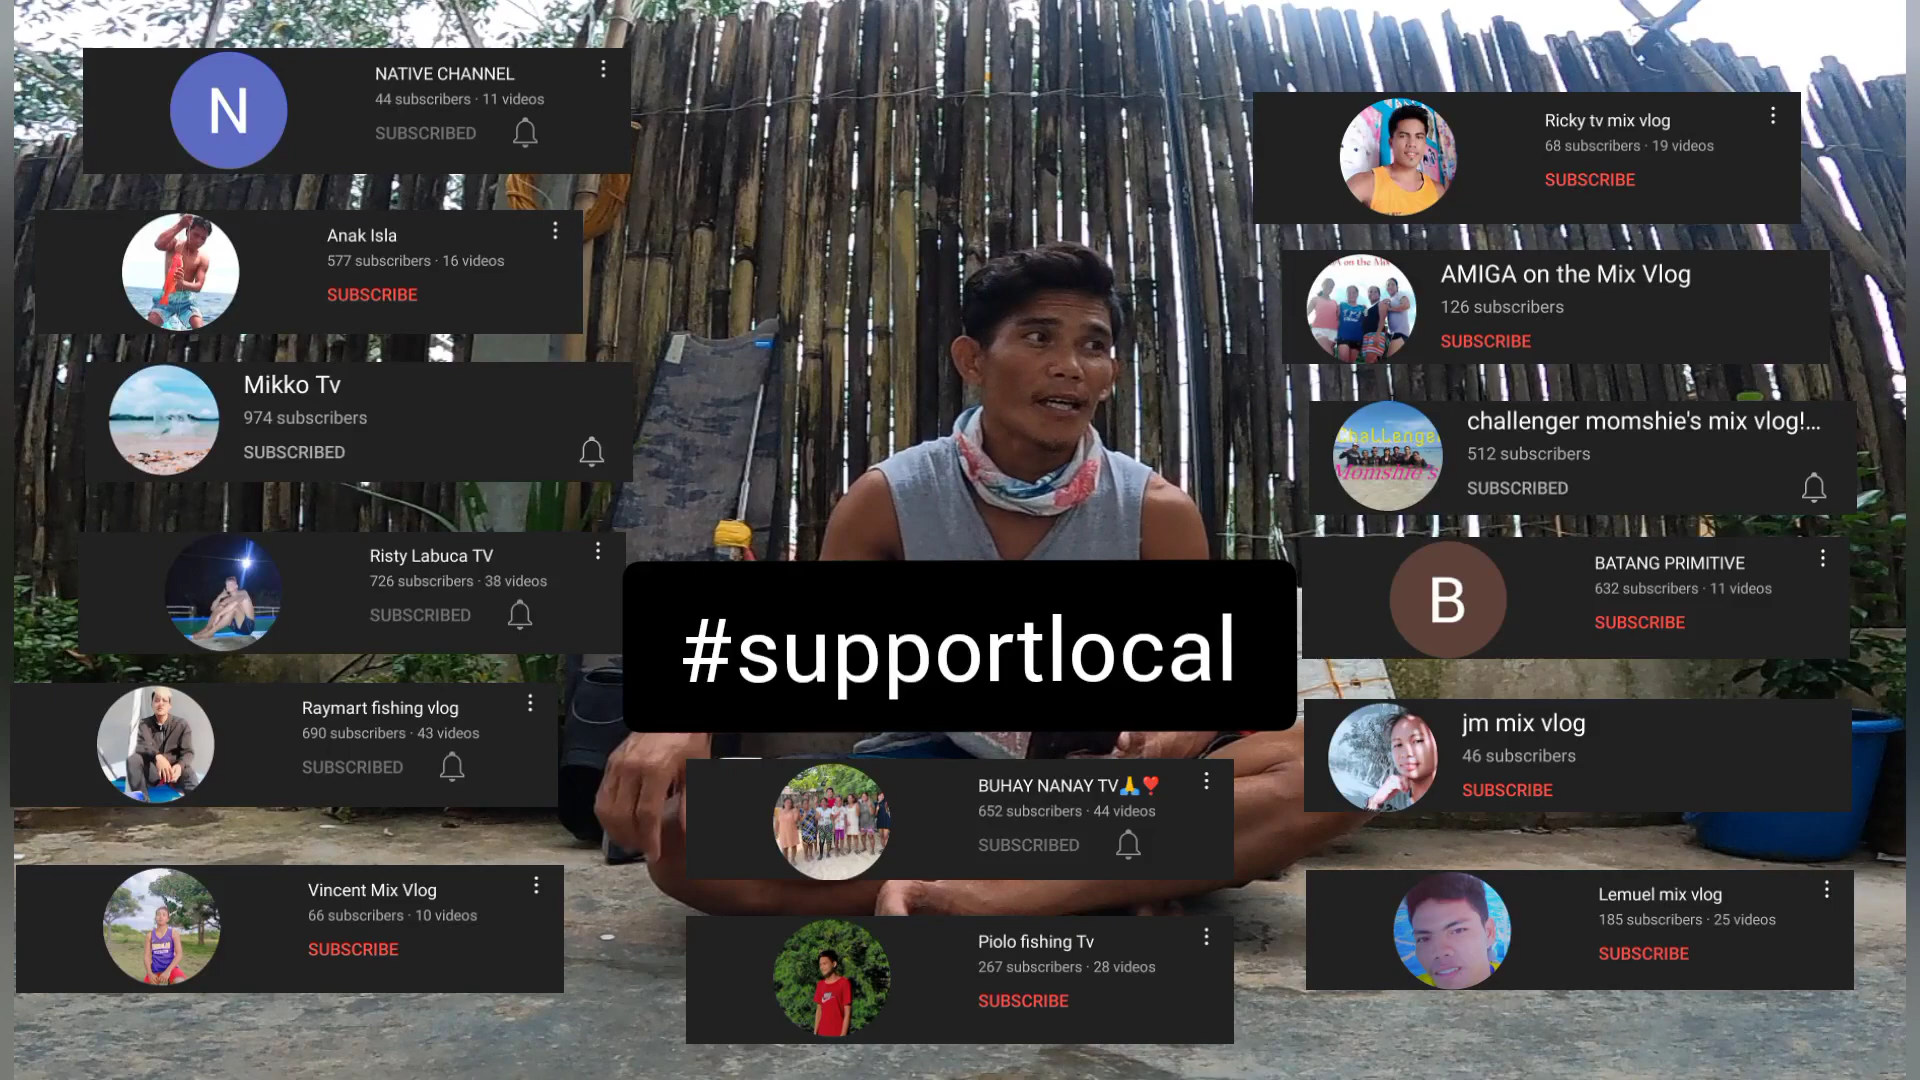 N
NATIVE CHANNEL
44 subscribers · 11 videos
SUBSCRIBED
Anak Isla
577 subscribers · 16 videos
SUBSCRIBE
Mikko Tv
974 subscribers
SUBSCRIBED
Risty Labuca TV
726 subscribers · 38 videos
SUBSCRIBED
Raymart fishing vlog
690 subscribers · 43 videos
SUBSCRIBED
Vincent Mix Vlog
66 subscribers · 10 videos
SUBSCRIBE
#supportlocal
BUHAY NANAY TV🙏❣️
652 subscribers · 44 videos
SUBSCRIBED
Piolo fishing Tv
267 subscribers · 28 videos
SUBSCRIBE
Ricky tv mix vlog
68 subscribers · 19 videos
SUBSCRIBE
on the Mix
AMIGA on the Mix Vlog
126 subscribers
SUBSCRIBE
Challenger
Momshie's
challenger momshie's mix vlog!...
512 subscribers
SUBSCRIBED
B
BATANG PRIMITIVE
632 subscribers · 11 videos
SUBSCRIBE
jm mix vlog
46 subscribers
SUBSCRIBE
Lemuel mix vlog
185 subscribers · 25 videos
SUBSCRIBE